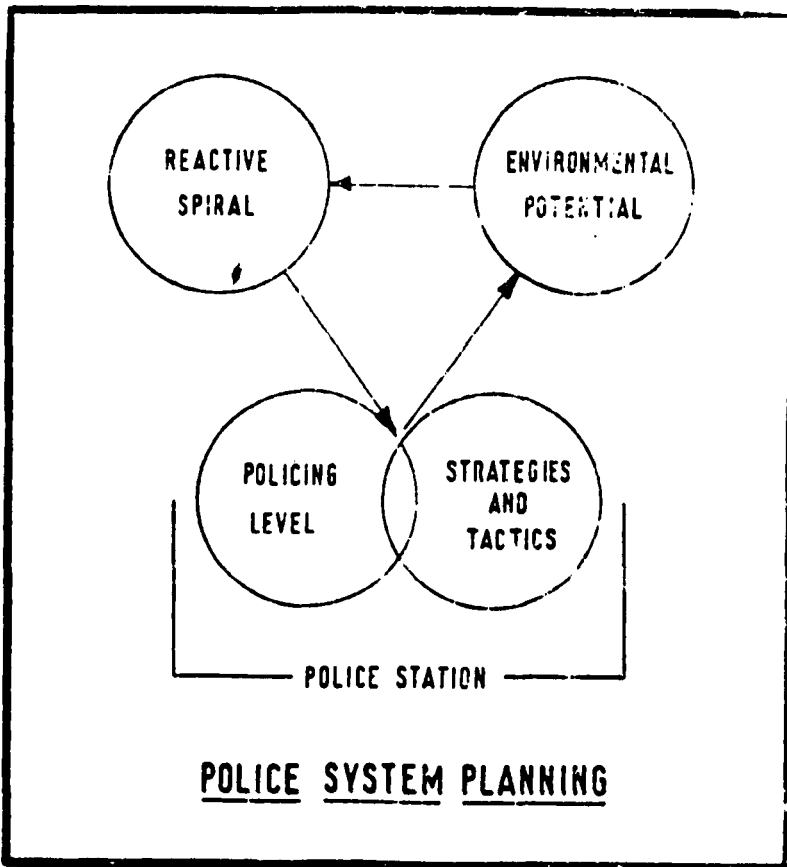 REACTIVE
SPIRAL
ENVIRONMENTAL
POTENTIAL
POLICING
LEVEL
STRATEGIES
AND
TACTICS
POLICE STATION
POLICE SYSTEM PLANNING